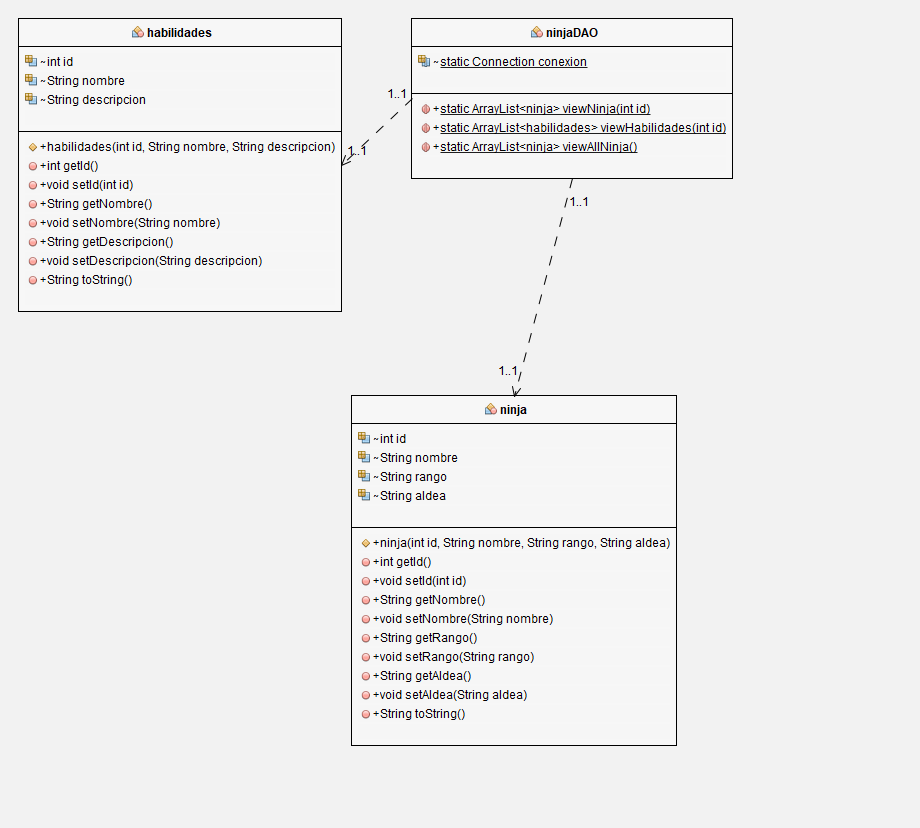 habilidades
~int id
~String nombre
~String descripcion
+habilidades(int id, String nombre, String descripcion)
+int getId()
+void setId(int id)
+String getNombre()
+void setNombre(String nombre)
+String getDescripcion()
+void setDescripcion(String descripcion)
+String toString()
1..1
1..1
ninjaDAO
~static Connection conexion
+static ArrayList<ninja> viewNinja(int id)
+static ArrayList<habilidades> viewHabilidades(int id)
+static ArrayList<ninja> viewAllNinja()
1..1
1..1
ninja
~int id
~String nombre
~String rango
~String aldea
+ninja(int id, String nombre, String rango, String aldea)
+int getId()
+void setId(int id)
+String getNombre()
+void setNombre(String nombre)
+String getRango()
+void setRango(String rango)
+String getAldea()
+void setAldea(String aldea)
+String toString()